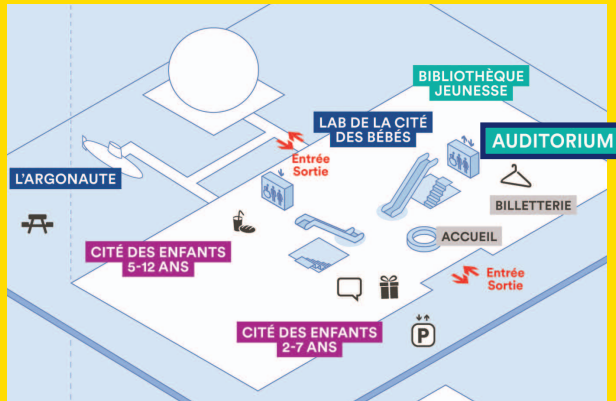 BIBLIOTHÈQUE
JEUNESSE
LAB DE LA CITÉ
DES BÉBÉS
AUDITORIUM
Entrée
Sortie
L'ARGONAUTE
BILLETTERIE
ACCUEIL
CITÉ DES ENFANTS
5-12 ANS
Entrée
Sortie
CITÉ DES ENFANTS
2-7 ANS
P